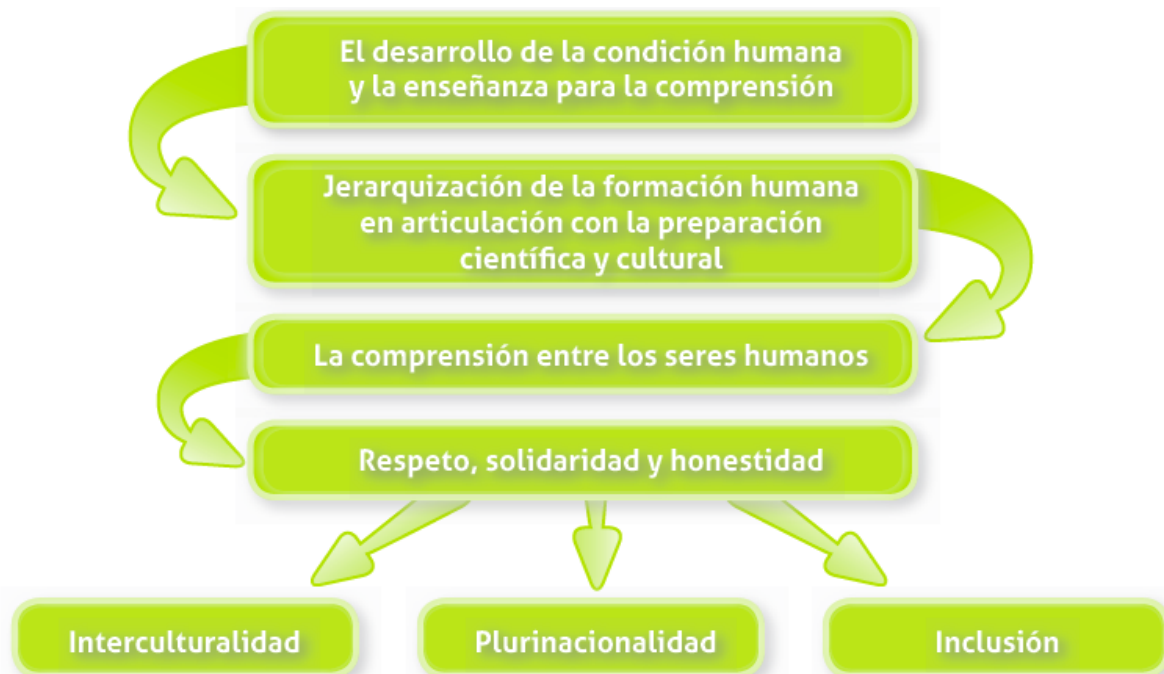 El desarrollo de la condición humana
y la enseñanza para la comprensión
Jerarquización de la formación humana
en articulación con la preparación
científica y cultural
La comprensión entre los seres humanos
Respeto, solidaridad y honestidad
Interculturalidad
Plurinacionalidad
Inclusión